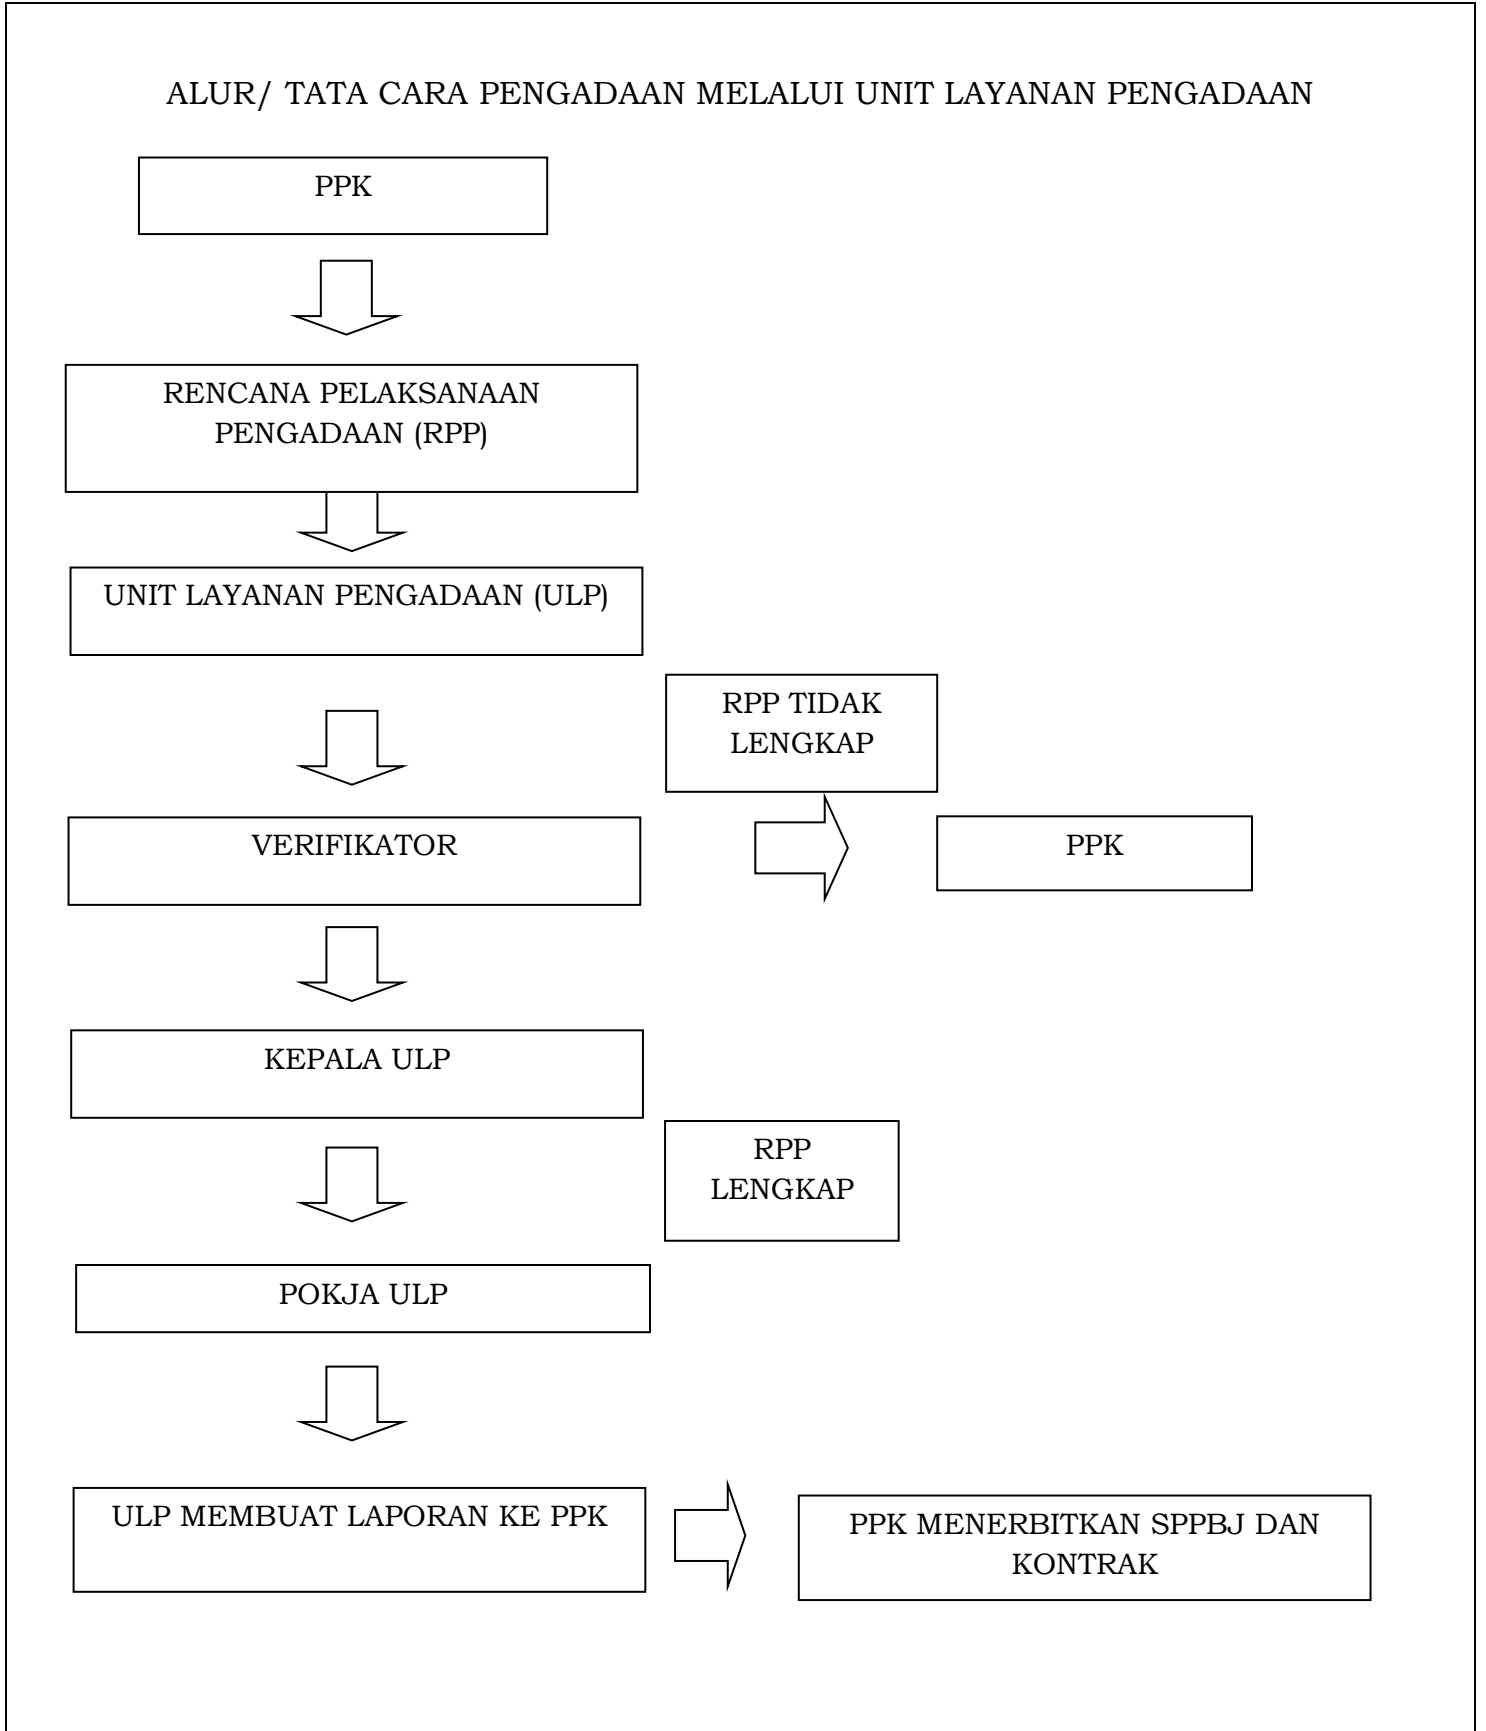 ALUR/ TATA CARA PENGADAAN MELALUI UNIT LAYANAN PENGADAAN
PPK
RENCANA PELAKSANAAN
PENGADAAN (RPP)
UNIT LAYANAN PENGADAAN (ULP)
RPP TIDAK
LENGKAP
VERIFIKATOR
PPK
KEPALA ULP
RPP
LENGKAP
POKJA ULP
ULP MEMBUAT LAPORAN KE PPK
PPK MENERBITKAN SPPBJ DAN
KONTRAK